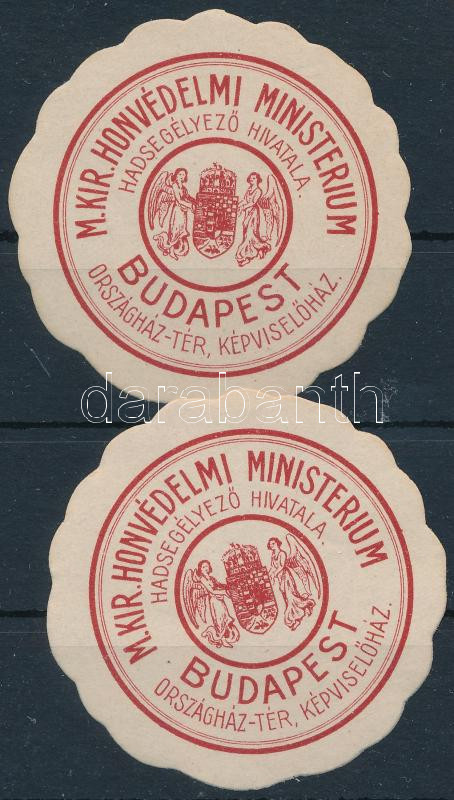 M. KIR. HONVÉDELMI MINISTERIUM
HADSEGÉLYEZŐ HIVATALA.
BUDAPEST
ORSZÁGHÁZ-TÉR, KÉPVISELŐHÁZ.
darabanth
M. KIR. HONVÉDELMI MINISTERIUM
HADSEGÉLYEZŐ HIVATALA.
BUDAPEST
ORSZÁGHÁZ-TÉR, KÉPVISELŐHÁZ.